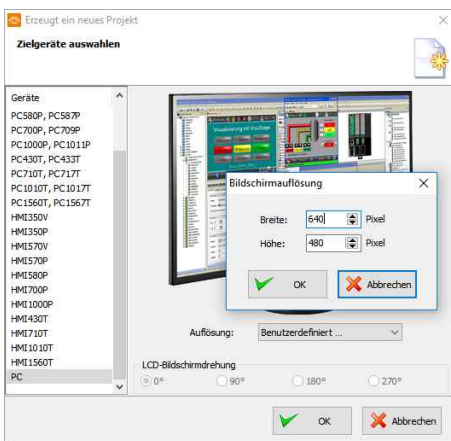 Erzeugt ein neues Projekt
Zielgeräte auswahlen
Geräte
PC580P, PC587P
PC700P, PC709P
PC1000P, PC1011P
PC430T, PC433T
PC710T, PC717T
PC1010T, PC1017T
PC1560T, PC1567T
HMI350V
HMI350P
HMI570V
HMI570P
HMI580P
HMI700P
HMI1000P
HMI430T
HMI710T
HMI1010T
HMI1560T
PC
Bildschirmauflösung
Breite: 640 Pixel
Höhe: 480 Pixel
OK Abbrechen
Auflösung: Benutzerdefiniert ...
LCD-Bildschirmdrehung
0° 90° 180° 270°
OK Abbrechen